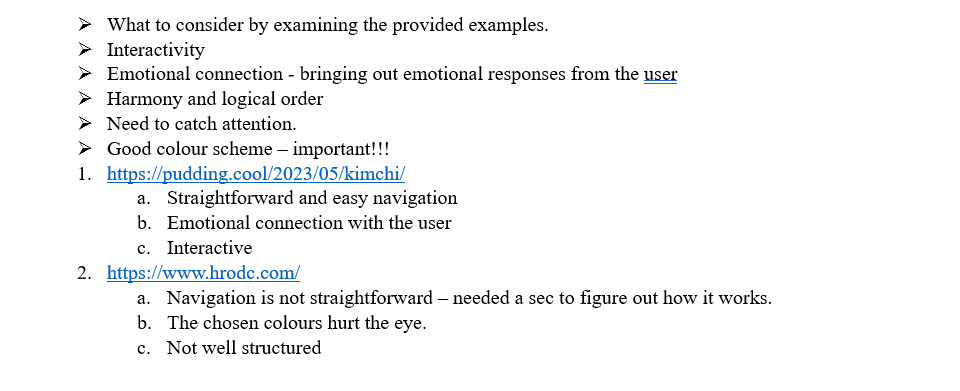 ➢ What to consider by examining the provided examples.
➢ Interactivity
➢ Emotional connection - bringing out emotional responses from the user
➢ Harmony and logical order
➢ Need to catch attention.
➢ Good colour scheme – important!!!
1. https://pudding.cool/2023/05/kimchi/
a. Straightforward and easy navigation
b. Emotional connection with the user
c. Interactive
2. https://www.hrodc.com/
a. Navigation is not straightforward – needed a sec to figure out how it works.
b. The chosen colours hurt the eye.
c. Not well structured